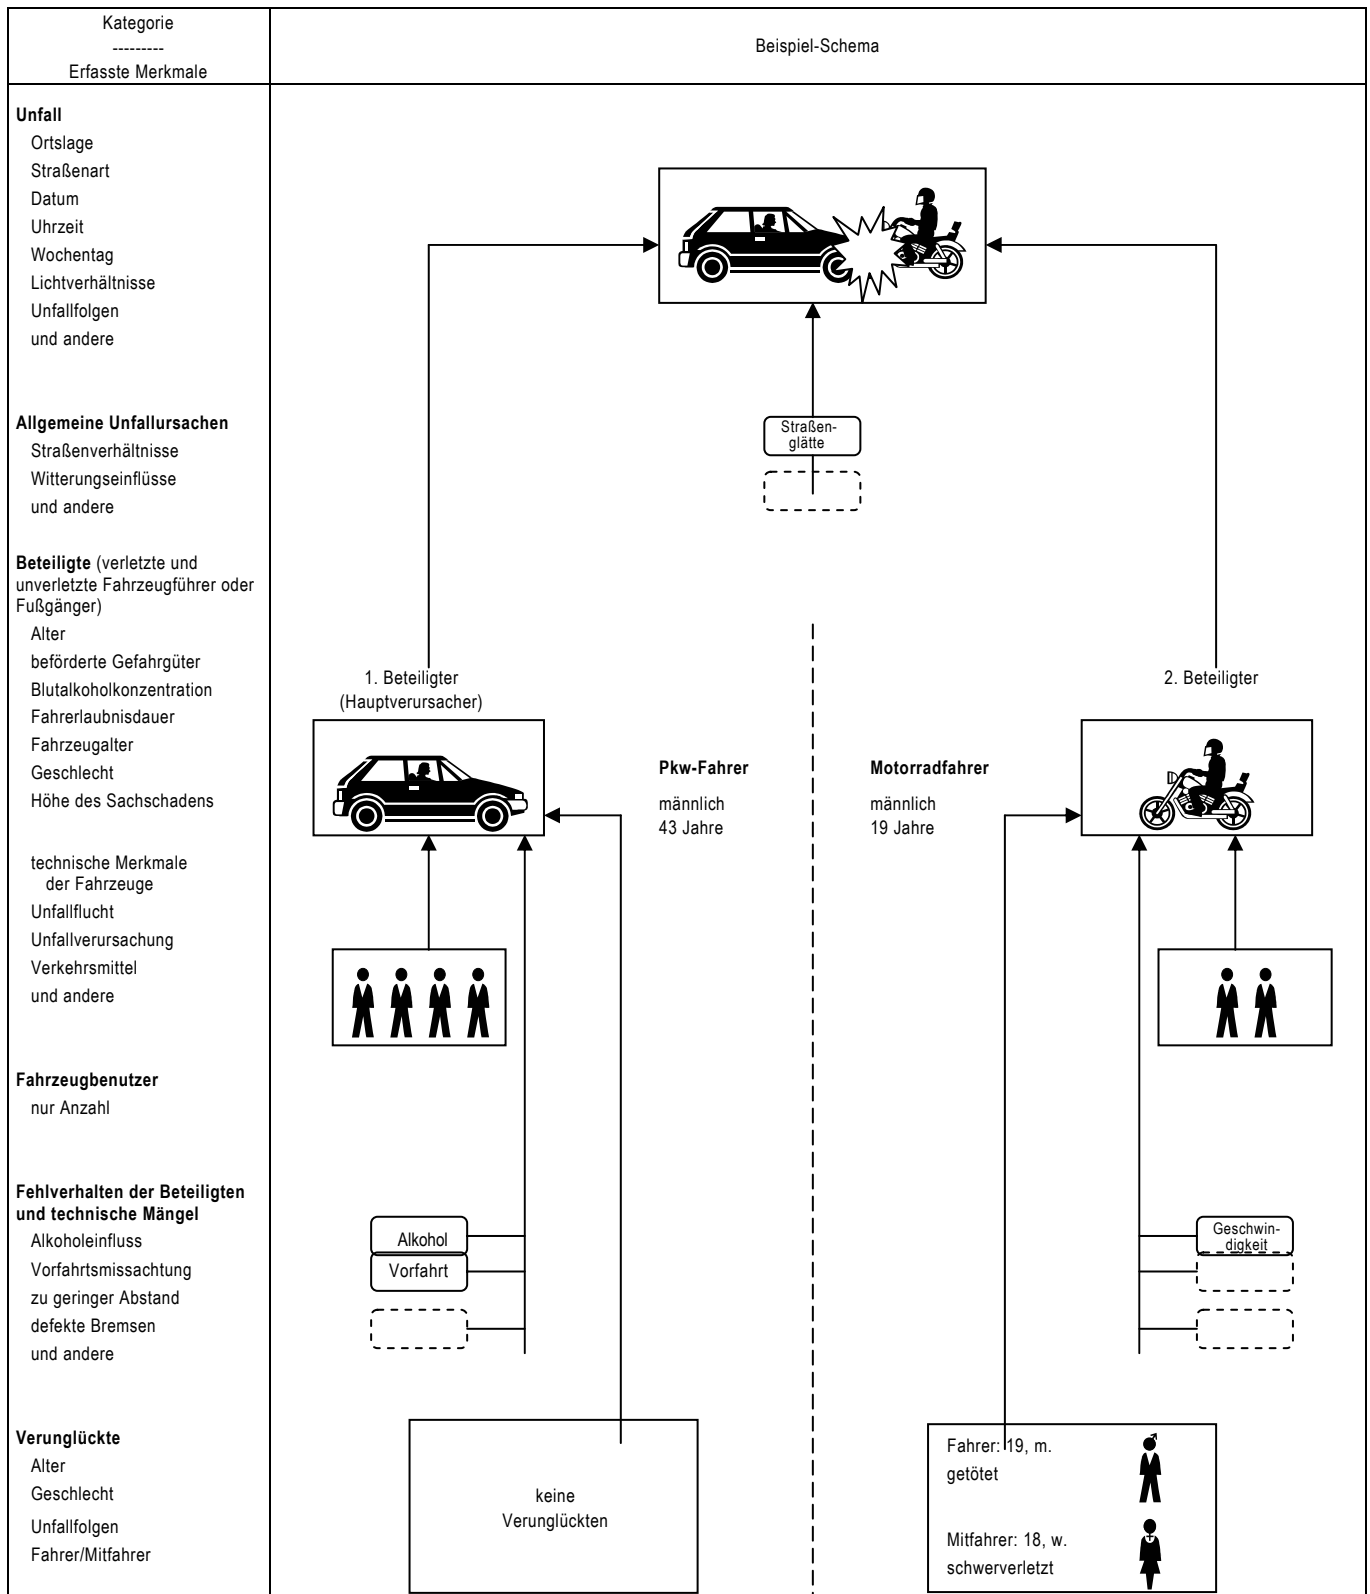 Kategorie
---------
Erfasste Merkmale
Beispiel-Schema
Unfall
Ortslage
Straßenart
Datum
Uhrzeit
Wochentag
Lichtverhältnisse
Unfallfolgen
und andere
Allgemeine Unfallursachen
Straßenverhältnisse
Witterungseinflüsse
und andere
Straßen-
glätte
Beteiligte (verletzte und
unverletzte Fahrzeugführer oder
Fußgänger)
Alter
beförderte Gefahrgüter
Blutalkoholkonzentration
Fahrerlaubnisdauer
Fahrzeugalter
Geschlecht
Höhe des Sachschadens
technische Merkmale
der Fahrzeuge
Unfallflucht
Unfallverursachung
Verkehrsmittel
und andere
1. Beteiligter
(Hauptverursacher)
Pkw-Fahrer
männlich
43 Jahre
2. Beteiligter
Motorradfahrer
männlich
19 Jahre
Fahrzeugbenutzer
nur Anzahl
Fehlverhalten der Beteiligten
und technische Mängel
Alkoholeinfluss
Vorfahrtsmissachtung
zu geringer Abstand
defekte Bremsen
und andere
Alkohol
Vorfahrt
Geschwin-
digkeit
Verunglückte
Alter
Geschlecht
Unfallfolgen
Fahrer/Mitfahrer
keine
Verunglückten
Fahrer: 19, m.
getötet
Mitfahrer: 18, w.
schwerverletzt